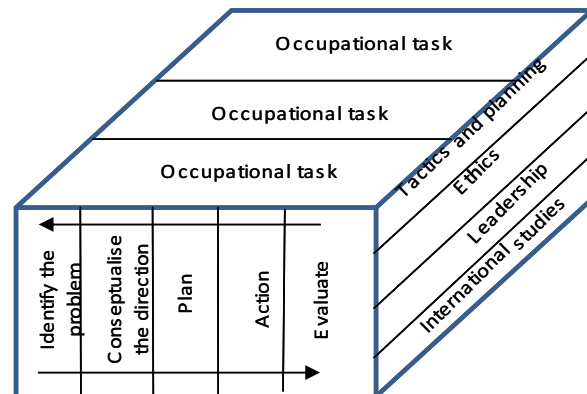 Occupational task
Occupational task
Occupational task
Tactics and planning
Ethics
Leadership
International studies
Identify the
problem
Conseptualise
the direction
Plan
Action
Evaluate